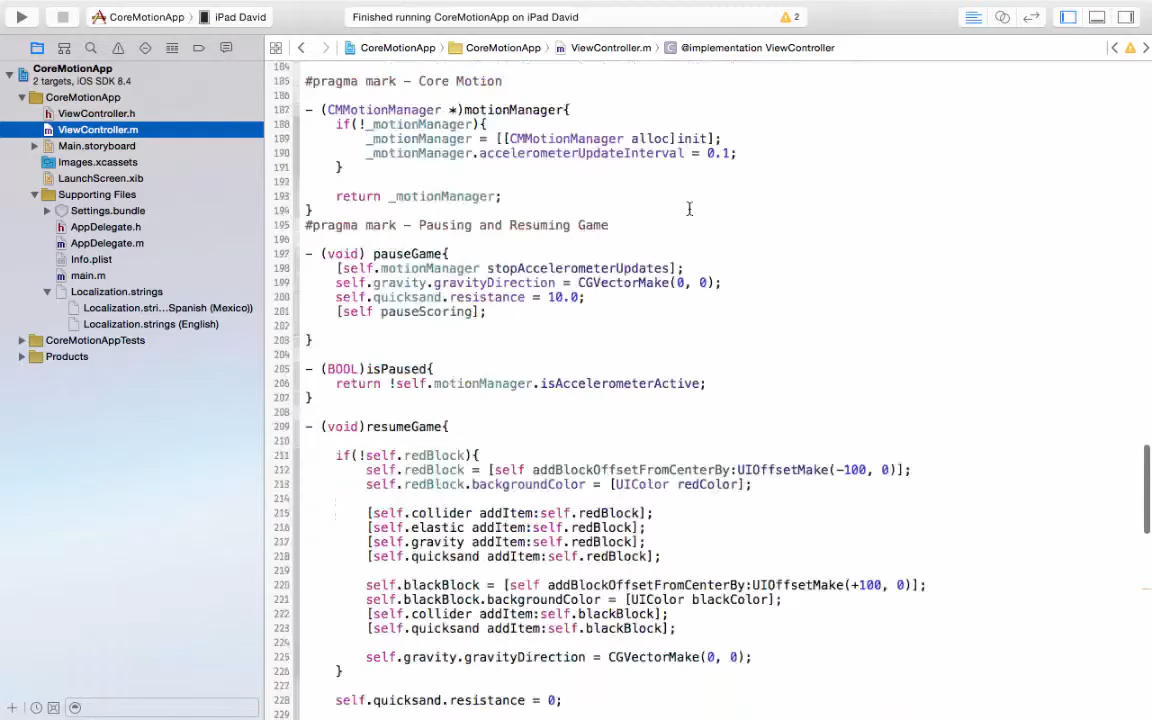 CoreMotionApp 〉 iPad David
Finished running CoreMotionApp on iPad David
2
CoreMotionApp
2 targets, iOS SDK 8.4
CoreMotionApp
ViewController.h
ViewController.m
Main.storyboard
Images.xcassets
LaunchScreen.xib
Supporting Files
Settings.bundle
AppDelegate.h
AppDelegate.m
Info.plist
main.m
Localization.strings
Localization.stri...Spanish (Mexico))
Localization.strings (English)
CoreMotionAppTests
Products
CoreMotionApp 〉 CoreMotionApp 〉 ViewController.m 〉 @implementation ViewController
184
185 #pragma mark - Core Motion
186
187 - (CMMotionManager *)motionManager{
188 if(!_motionManager){
189 _motionManager = [[CMMotionManager alloc]init];
190 _motionManager.accelerometerUpdateInterval = 0.1;
191 }
192
193 return _motionManager;
194 }
195 #pragma mark - Pausing and Resuming Game
196
197 - (void) pauseGame{
198 [self.motionManager stopAccelerometerUpdates];
199 self.gravity.gravityDirection = CGVectorMake(0, 0);
200 self.quicksand.resistance = 10.0;
201 [self pauseScoring];
202
203 }
204
205 - (BOOL)isPaused{
206 return !self.motionManager.isAccelerometerActive;
207 }
208
209 - (void)resumeGame{
210
211 if(!self.redBlock){
212 self.redBlock = [self addBlockOffsetFromCenterBy:UIOffsetMake(-100, 0)];
213 self.redBlock.backgroundColor = [UIColor redColor];
214
215 [self.collider addItem:self.redBlock];
216 [self.elastic addItem:self.redBlock];
217 [self.gravity addItem:self.redBlock];
218 [self.quicksand addItem:self.redBlock];
219
220 self.blackBlock = [self addBlockOffsetFromCenterBy:UIOffsetMake(+100, 0)];
221 self.blackBlock.backgroundColor = [UIColor blackColor];
222 [self.collider addItem:self.blackBlock];
223 [self.quicksand addItem:self.blackBlock];
224
225 self.gravity.gravityDirection = CGVectorMake(0, 0);
226 }
227
228 self.quicksand.resistance = 0;
229